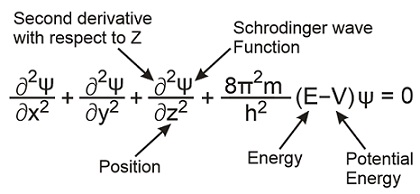 Second derivative
with respect to Z
Schrodinger wave
Function
∂²Ψ/∂x² + ∂²Ψ/∂y² + ∂²Ψ/∂z² + 8π²m/h² (E–V) ψ = 0
Position
Energy
Potential
Energy